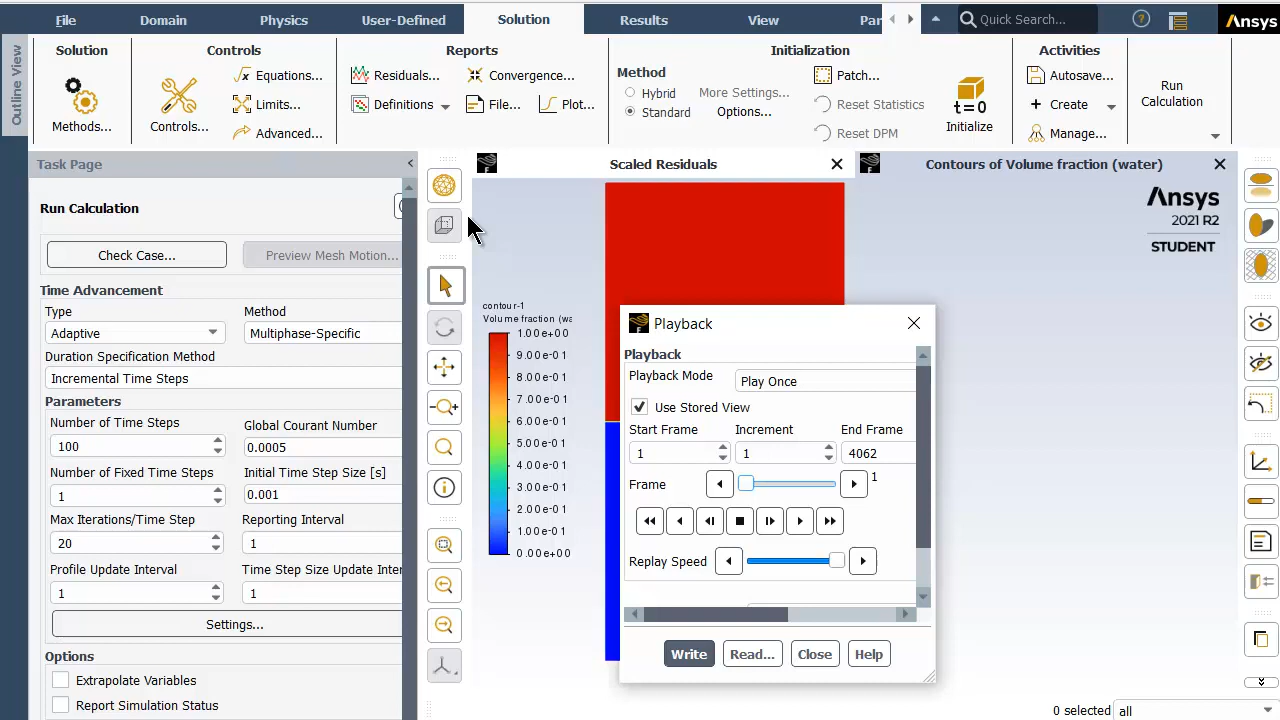 File
Domain
Physics
User-Defined
Solution
Results
View
Par
Quick Search...
Ansys
Outline View
Solution
Methods...
Controls
Controls...
Equations...
Limits...
Advanced...
Reports
Residuals...
Definitions
Convergence...
File...
Plot...
Initialization
Method
Hybrid
Standard
More Settings...
Options...
Patch...
Reset Statistics
Reset DPM
t=0
Initialize
Activities
Autosave...
Create
Manage...
Run
Calculation
Task Page
Run Calculation
Check Case...
Preview Mesh Motion...
Time Advancement
Type
Method
Adaptive
Multiphase-Specific
Duration Specification Method
Incremental Time Steps
Parameters
Number of Time Steps
Global Courant Number
100
0.0005
Number of Fixed Time Steps
Initial Time Step Size [s]
1
0.001
Max Iterations/Time Step
Reporting Interval
20
1
Profile Update Interval
Time Step Size Update Inter
1
1
Settings...
Options
Extrapolate Variables
Report Simulation Status
Scaled Residuals
Contours of Volume fraction (water)
Ansys
2021 R2
STUDENT
contour-1
Volume fraction (wa
1.00e+00
9.00e-01
8.00e-01
7.00e-01
6.00e-01
5.00e-01
4.00e-01
3.00e-01
2.00e-01
1.00e-01
0.00e+00
Playback
Playback
Playback Mode
Play Once
Use Stored View
Start Frame
Increment
End Frame
1
1
4062
Frame
1
Replay Speed
Write
Read...
Close
Help
0 selected
all